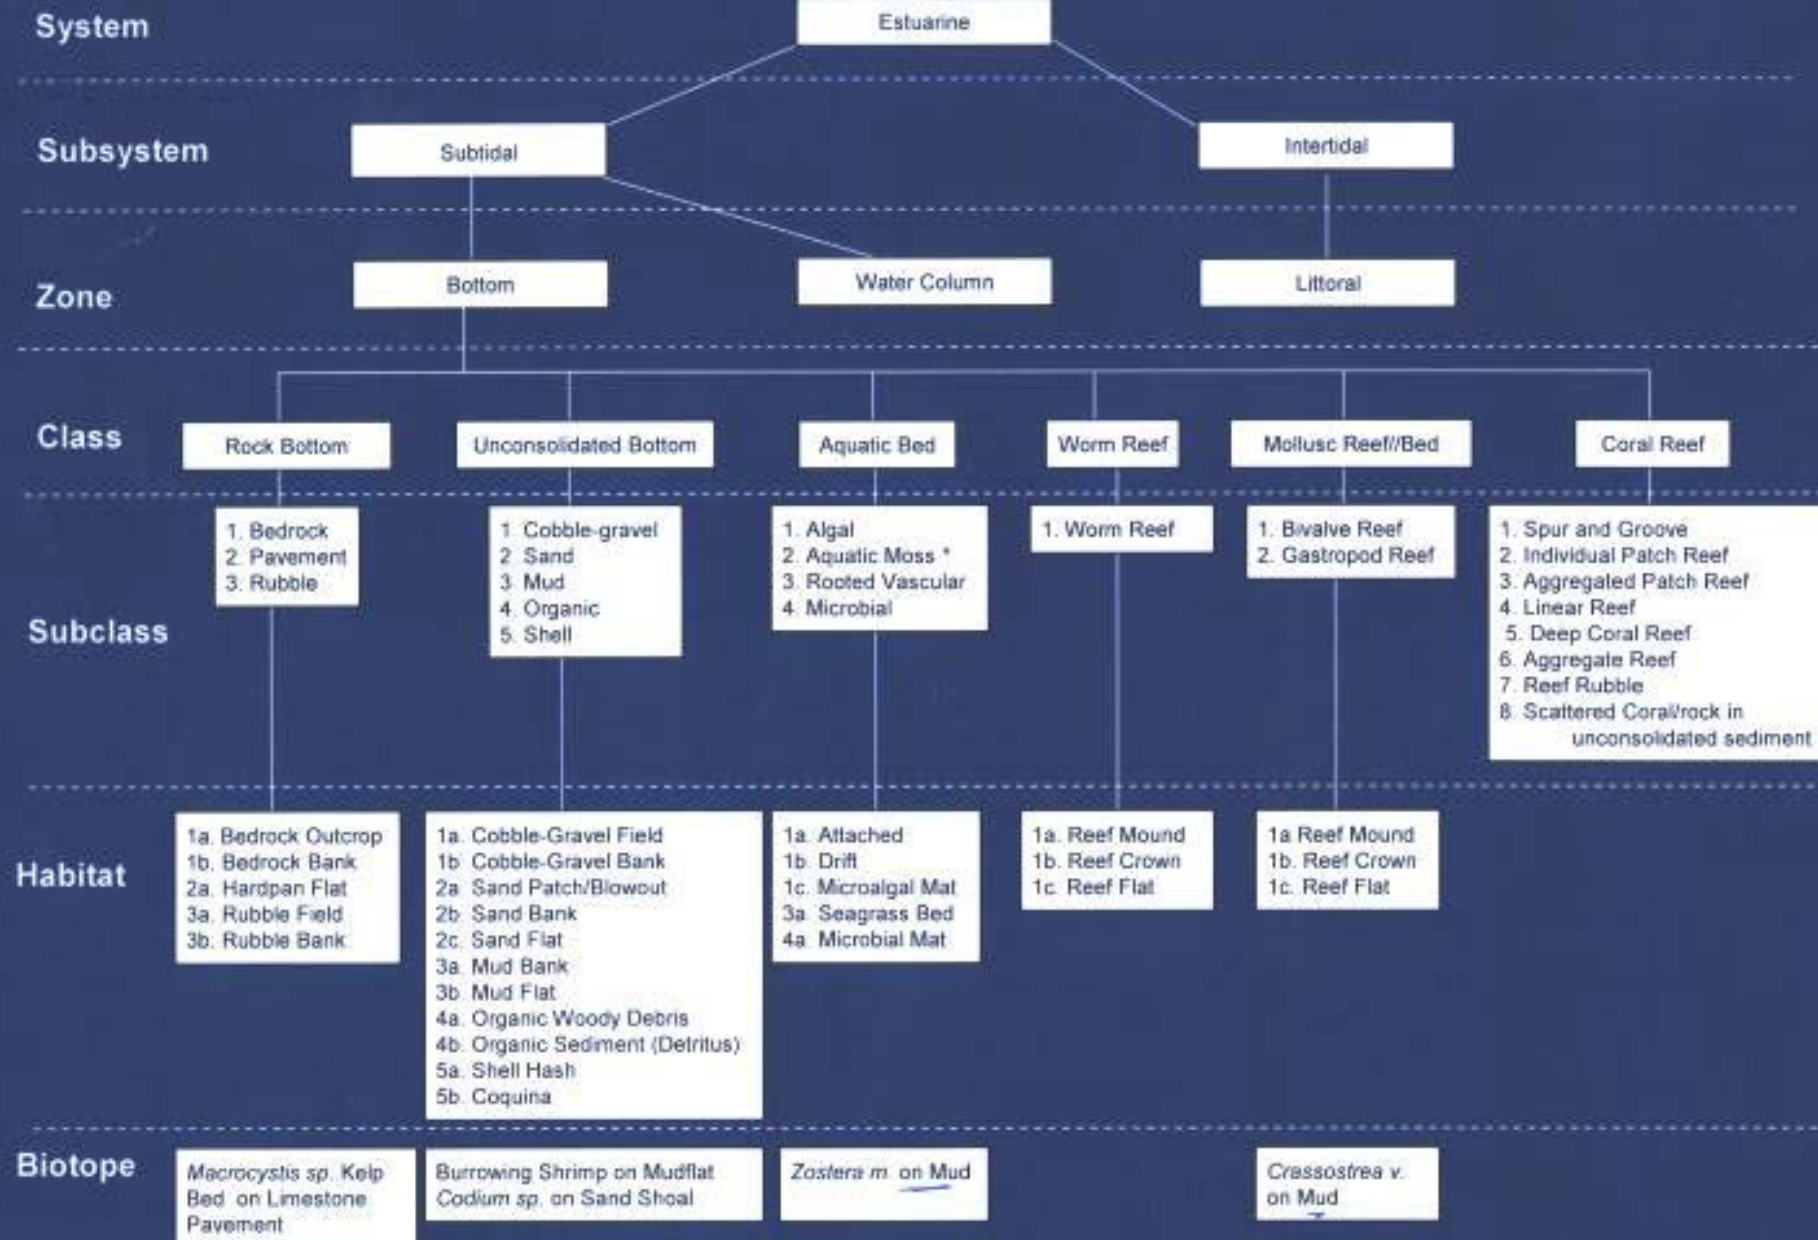 System
Estuarine
Subsystem
Subtidal
Intertidal
Zone
Bottom
Water Column
Littoral
Class
Rock Bottom
Unconsolidated Bottom
Aquatic Bed
Worm Reef
Mollusc Reef//Bed
Coral Reef
Subclass
1. Bedrock
2. Pavement
3. Rubble
1. Cobble-gravel
2 Sand
3 Mud
4. Organic
5. Shell
1. Algal
2. Aquatic Moss *
3. Rooted Vascular
4. Microbial
1. Worm Reef
1. Bivalve Reef
2. Gastropod Reef
1. Spur and Groove
2. Individual Patch Reef
3. Aggregated Patch Reef
4. Linear Reef
5. Deep Coral Reef
6. Aggregate Reef
7. Reef Rubble
8. Scattered Coral/rock in
unconsolidated sediment
Habitat
1a. Bedrock Outcrop
1b. Bedrock Bank
2a. Hardpan Flat
3a. Rubble Field
3b. Rubble Bank
1a. Cobble-Gravel Field
1b Cobble-Gravel Bank
2a Sand Patch/Blowout
2b Sand Bank
2c. Sand Flat
3a. Mud Bank
3b. Mud Flat
4a. Organic Woody Debris
4b. Organic Sediment (Detritus)
5a. Shell Hash
5b. Coquina
1a. Attached
1b. Drift
1c. Microalgal Mat
3a. Seagrass Bed
4a. Microbial Mat
1a. Reef Mound
1b. Reef Crown
1c. Reef Flat
1a Reef Mound
1b. Reef Crown
1c. Reef Flat
Biotope
Macrocystis sp. Kelp
Bed on Limestone
Pavement
Burrowing Shrimp on Mudflat
Codium sp. on Sand Shoal
Zostera m. on Mud
Crassostrea v.
on Mud